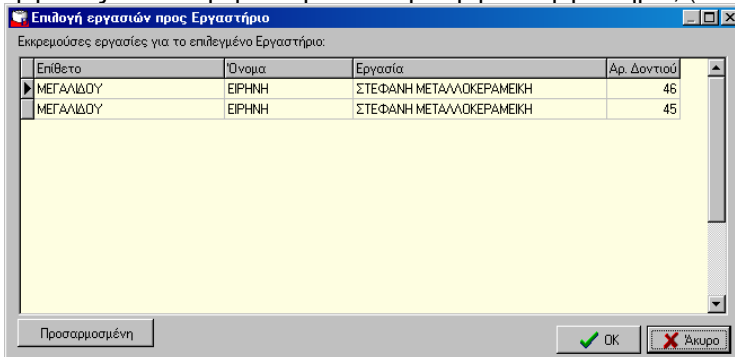 Επιλογή εργασιών προς Εργαστήριο
Εκκρεμούσες εργασίες για το επιλεγμένο Εργαστήριο:
Επίθετο Όνομα Εργασία Αρ. Δοντιού
ΜΕΓΑΛΙΔΟΥ ΕΙΡΗΝΗ ΣΤΕΦΑΝΗ ΜΕΤΑΛΛΟΚΕΡΑΜΕΙΚΗ 46
ΜΕΓΑΛΙΔΟΥ ΕΙΡΗΝΗ ΣΤΕΦΑΝΗ ΜΕΤΑΛΛΟΚΕΡΑΜΕΙΚΗ 45
Προσαρμοσμένη OK Άκυρο